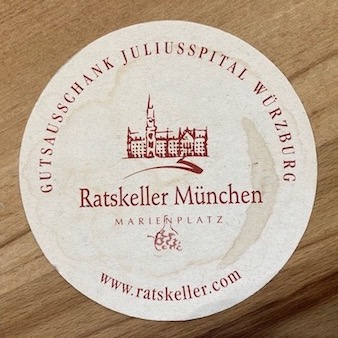 GUTSAUSSCHANK JULIUSSPITAL WÜRZBURG
Ratskeller München
MARIENPLATZ
www.ratskeller.com